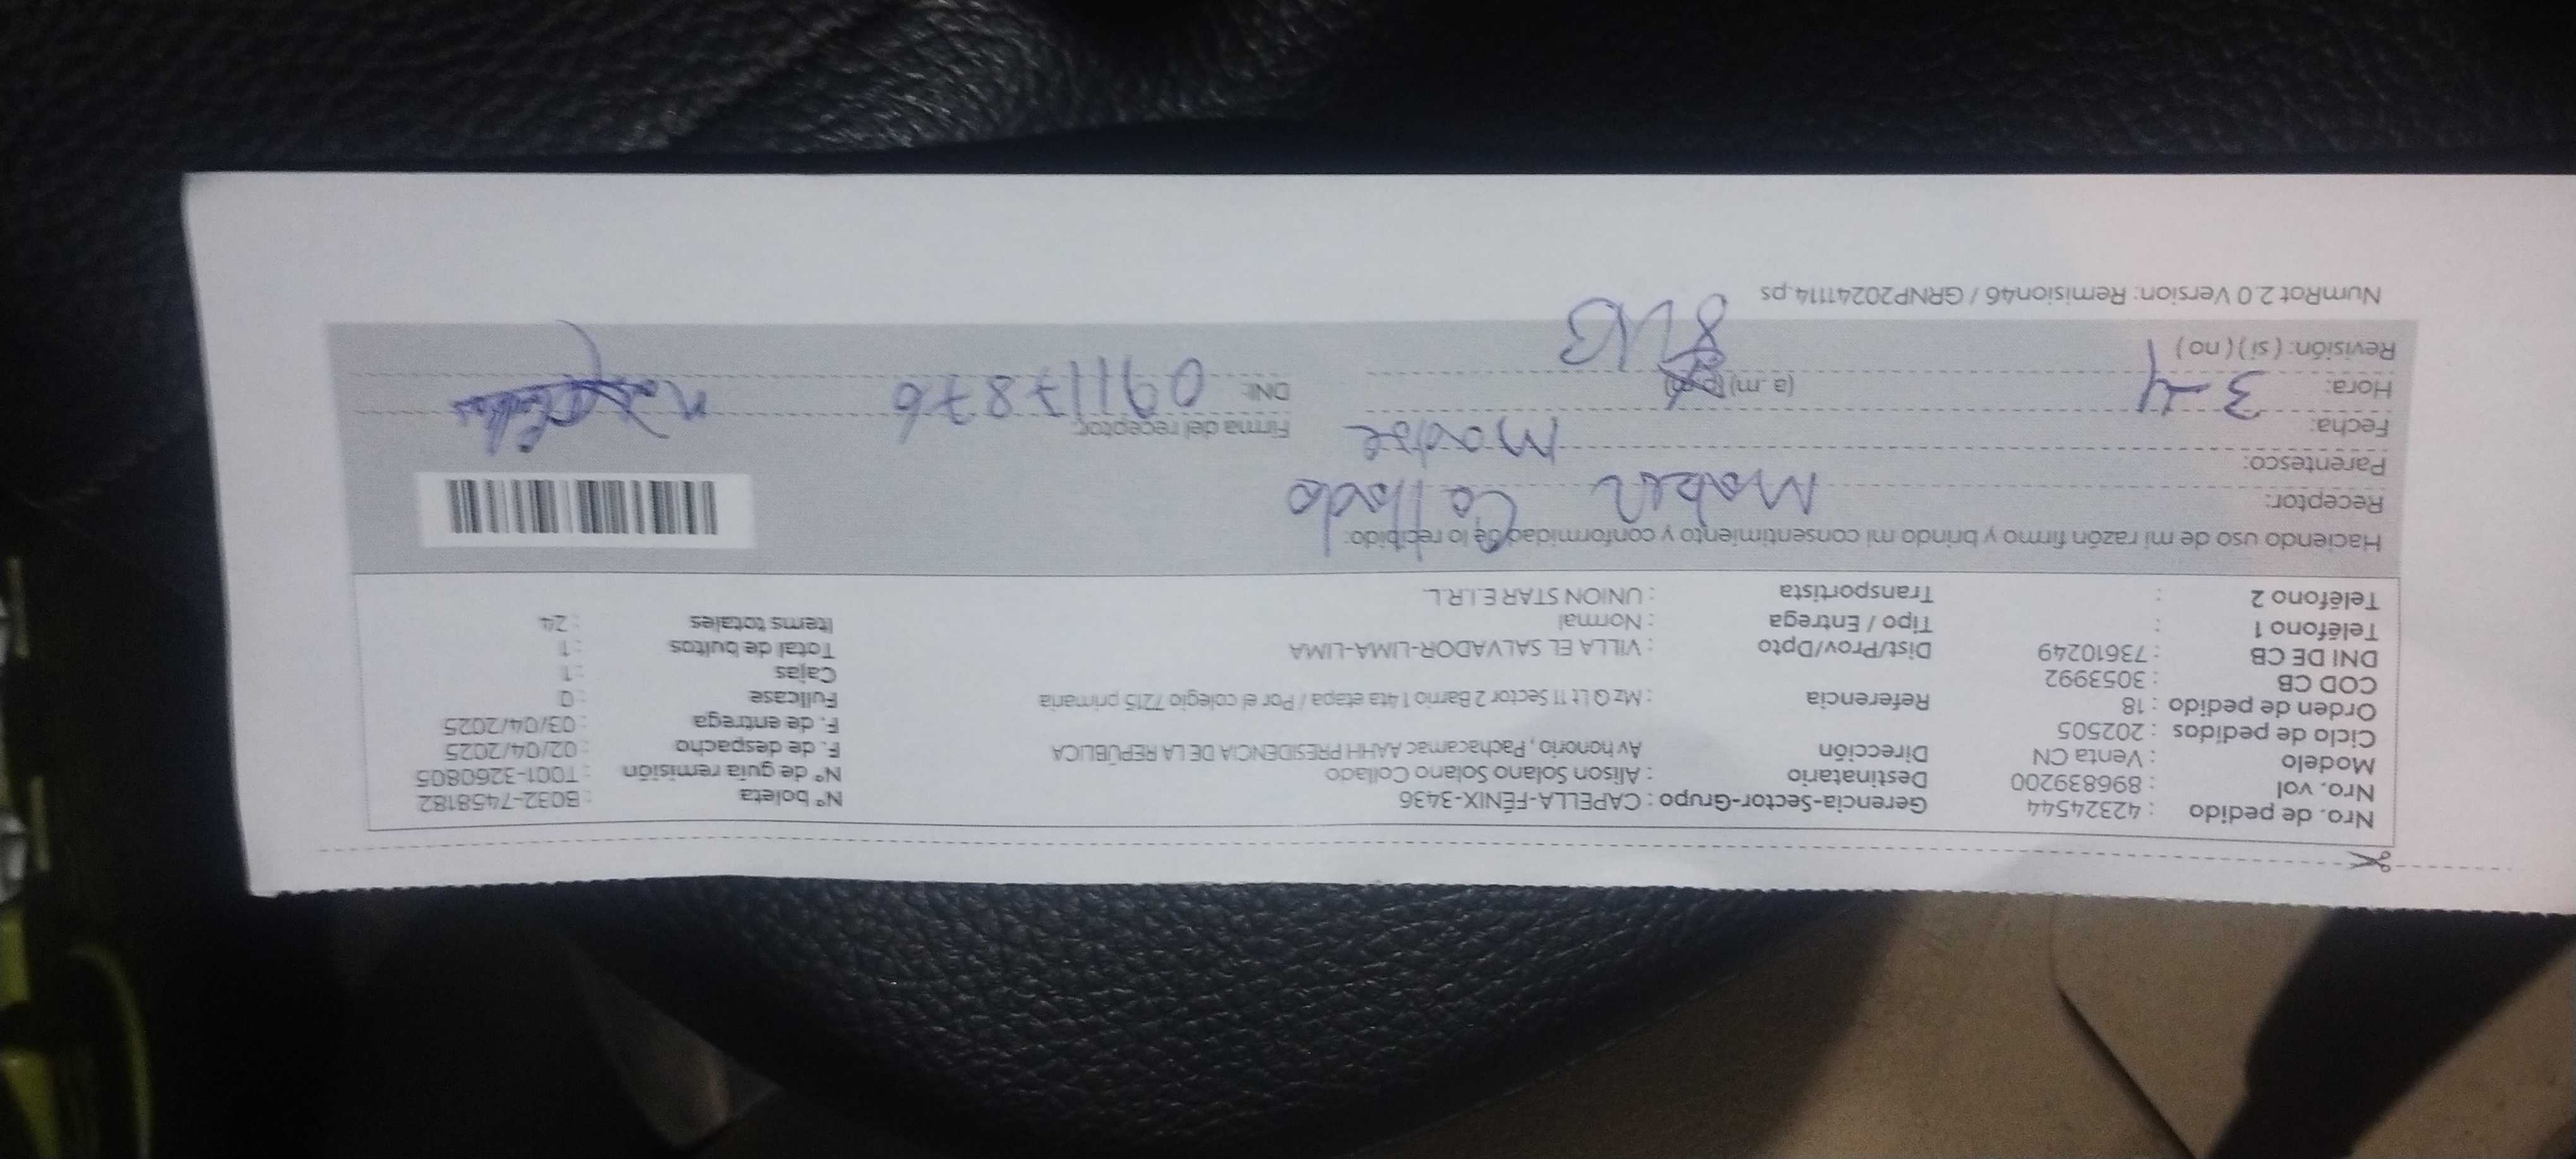 Nro. de pedido : 42324544 Gerencia-Sector-Grupo : CAPELLA-FÉNIX-3436 N° boleta : B032-7458182
Nro. vol : 896839200 Destinatario : Alison Solano Solano Collado N° de guía remisión : T001-3260805
Modelo : Venta CN Dirección Av honorio, Pachacamac AAHH PRESIDENCIA DE LA REPÚBLICA F. de despacho : 02/04/2025
Ciclo de pedidos : 202505 F. de entrega : 03/04/2025
Orden de pedido : 18 Referencia : Mz Q Lt 11 Sector 2 Barrio 1 4ta etapa / Por el colegio 7215 primaria Fullcase : 0
COD CB : 3053992 Cajas : 1
DNI DE CB : 73610249 Dist/Prov/Dpto : VILLA EL SALVADOR-LIMA-LIMA Total de bultos : 1
Teléfono 1 : Tipo / Entrega : Normal Items totales : 24
Teléfono 2 : Transportista : UNION STAR E.I.R.L.
Haciendo uso de mi razón firmo y brindo mi consentimiento y conformidad de lo recibido:
Receptor: Mabel Collado
Parentesco: Madre
Fecha: 3-4 Firma del receptor:
Hora: (a.m) (p.m) DNI: 09117876
Revisión: ( si ) ( no )
NumRot 2.0 Version: Remision46 / GRNP20241114.ps